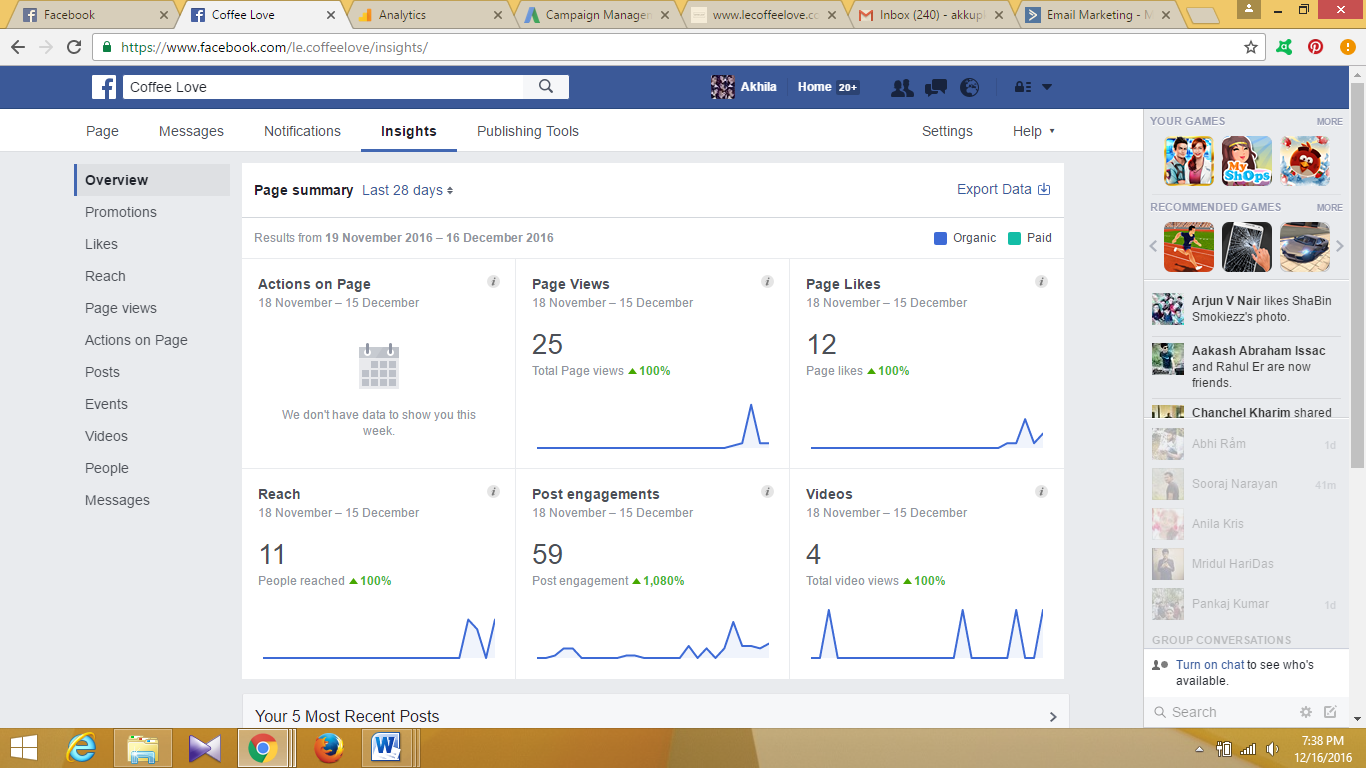 Facebook
Coffee Love
Analytics
Campaign Managem
www.lecoffeelove.co
Inbox (240) - akkupi
Email Marketing - M
https://www.facebook.com/le.coffeelove/insights/
Coffee Love
Akhila
Home 20+
Page
Messages
Notifications
Insights
Publishing Tools
Settings
Help
Overview
Promotions
Likes
Reach
Page views
Actions on Page
Posts
Events
Videos
People
Messages
Page summary Last 28 days
Export Data
Results from 19 November 2016 – 16 December 2016
Organic
Paid
Actions on Page
18 November – 15 December
We don't have data to show you this
week.
Page Views
18 November – 15 December
25
Total Page views 100%
Page Likes
18 November – 15 December
12
Page likes 100%
Reach
18 November – 15 December
11
People reached 100%
Post engagements
18 November – 15 December
59
Post engagement 1,080%
Videos
18 November – 15 December
4
Total video views 100%
Your 5 Most Recent Posts
YOUR GAMES
MORE
My
ShOps
RECOMMENDED GAMES
MORE
Arjun V Nair likes ShaBin
Smokiezz's photo.
Aakash Abraham Issac
and Rahul Er are now
friends.
Chanchel Kharim shared
Abhi Råm
1d
Sooraj Narayan
41m
Anila Kris
Mridul HariDas
Pankaj Kumar
1d
GROUP CONVERSATIONS
Turn on chat to see who's
available.
Search
7:38 PM
12/16/2016